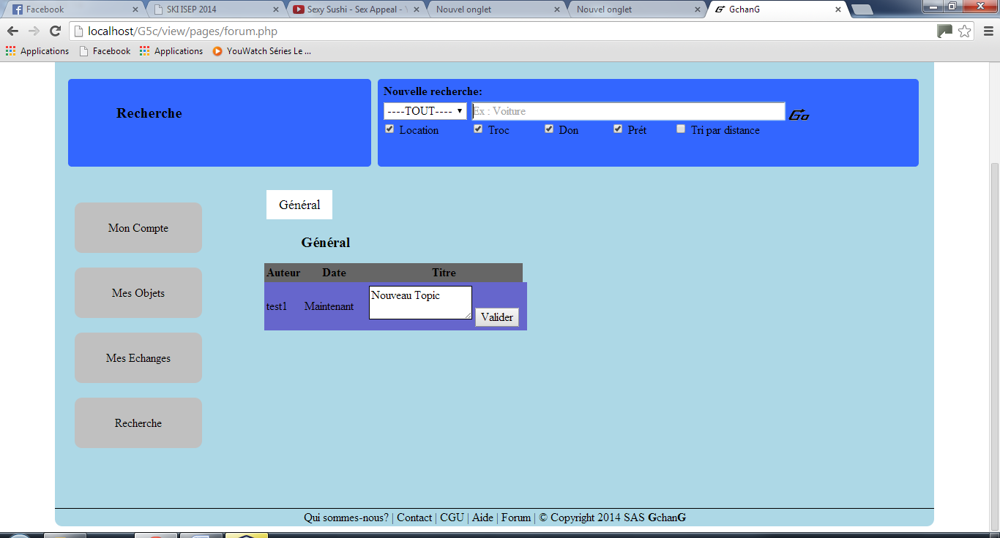 Facebook
SKI ISEP 2014
Sexy Sushi - Sex Appeal -
Nouvel onglet
Nouvel onglet
GchanG
localhost/G5c/view/pages/forum.php
Applications
Facebook
Applications
YouWatch Séries Le ...
Recherche
Nouvelle recherche:
----TOUT----
Ex : Voiture
Go
Location
Troc
Don
Prét
Tri par distance
Mon Compte
Mes Objets
Mes Echanges
Recherche
Général
Général
Auteur Date Titre
test1 Maintenant Nouveau Topic
Valider
Qui sommes-nous? | Contact | CGU | Aide | Forum | © Copyright 2014 SAS GchanG